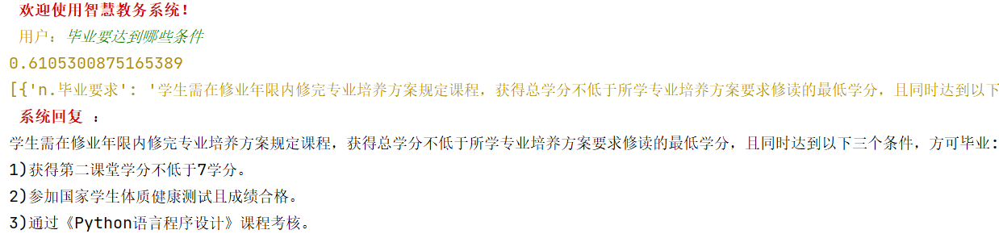 欢迎使用智慧教务系统!
用户: 毕业要达到哪些条件
0.6105300875165389
[{'n.毕业要求': '学生需在修业年限内修完专业培养方案规定课程，获得总学分不低于所学专业培养方案要求修读的最低学分，且同时达到以下
系统回复 :
学生需在修业年限内修完专业培养方案规定课程，获得总学分不低于所学专业培养方案要求修读的最低学分，且同时达到以下三个条件，方可毕业:
1)获得第二课堂学分不低于7学分。
2)参加国家学生体质健康测试且成绩合格。
3)通过《Python语言程序设计》课程考核。